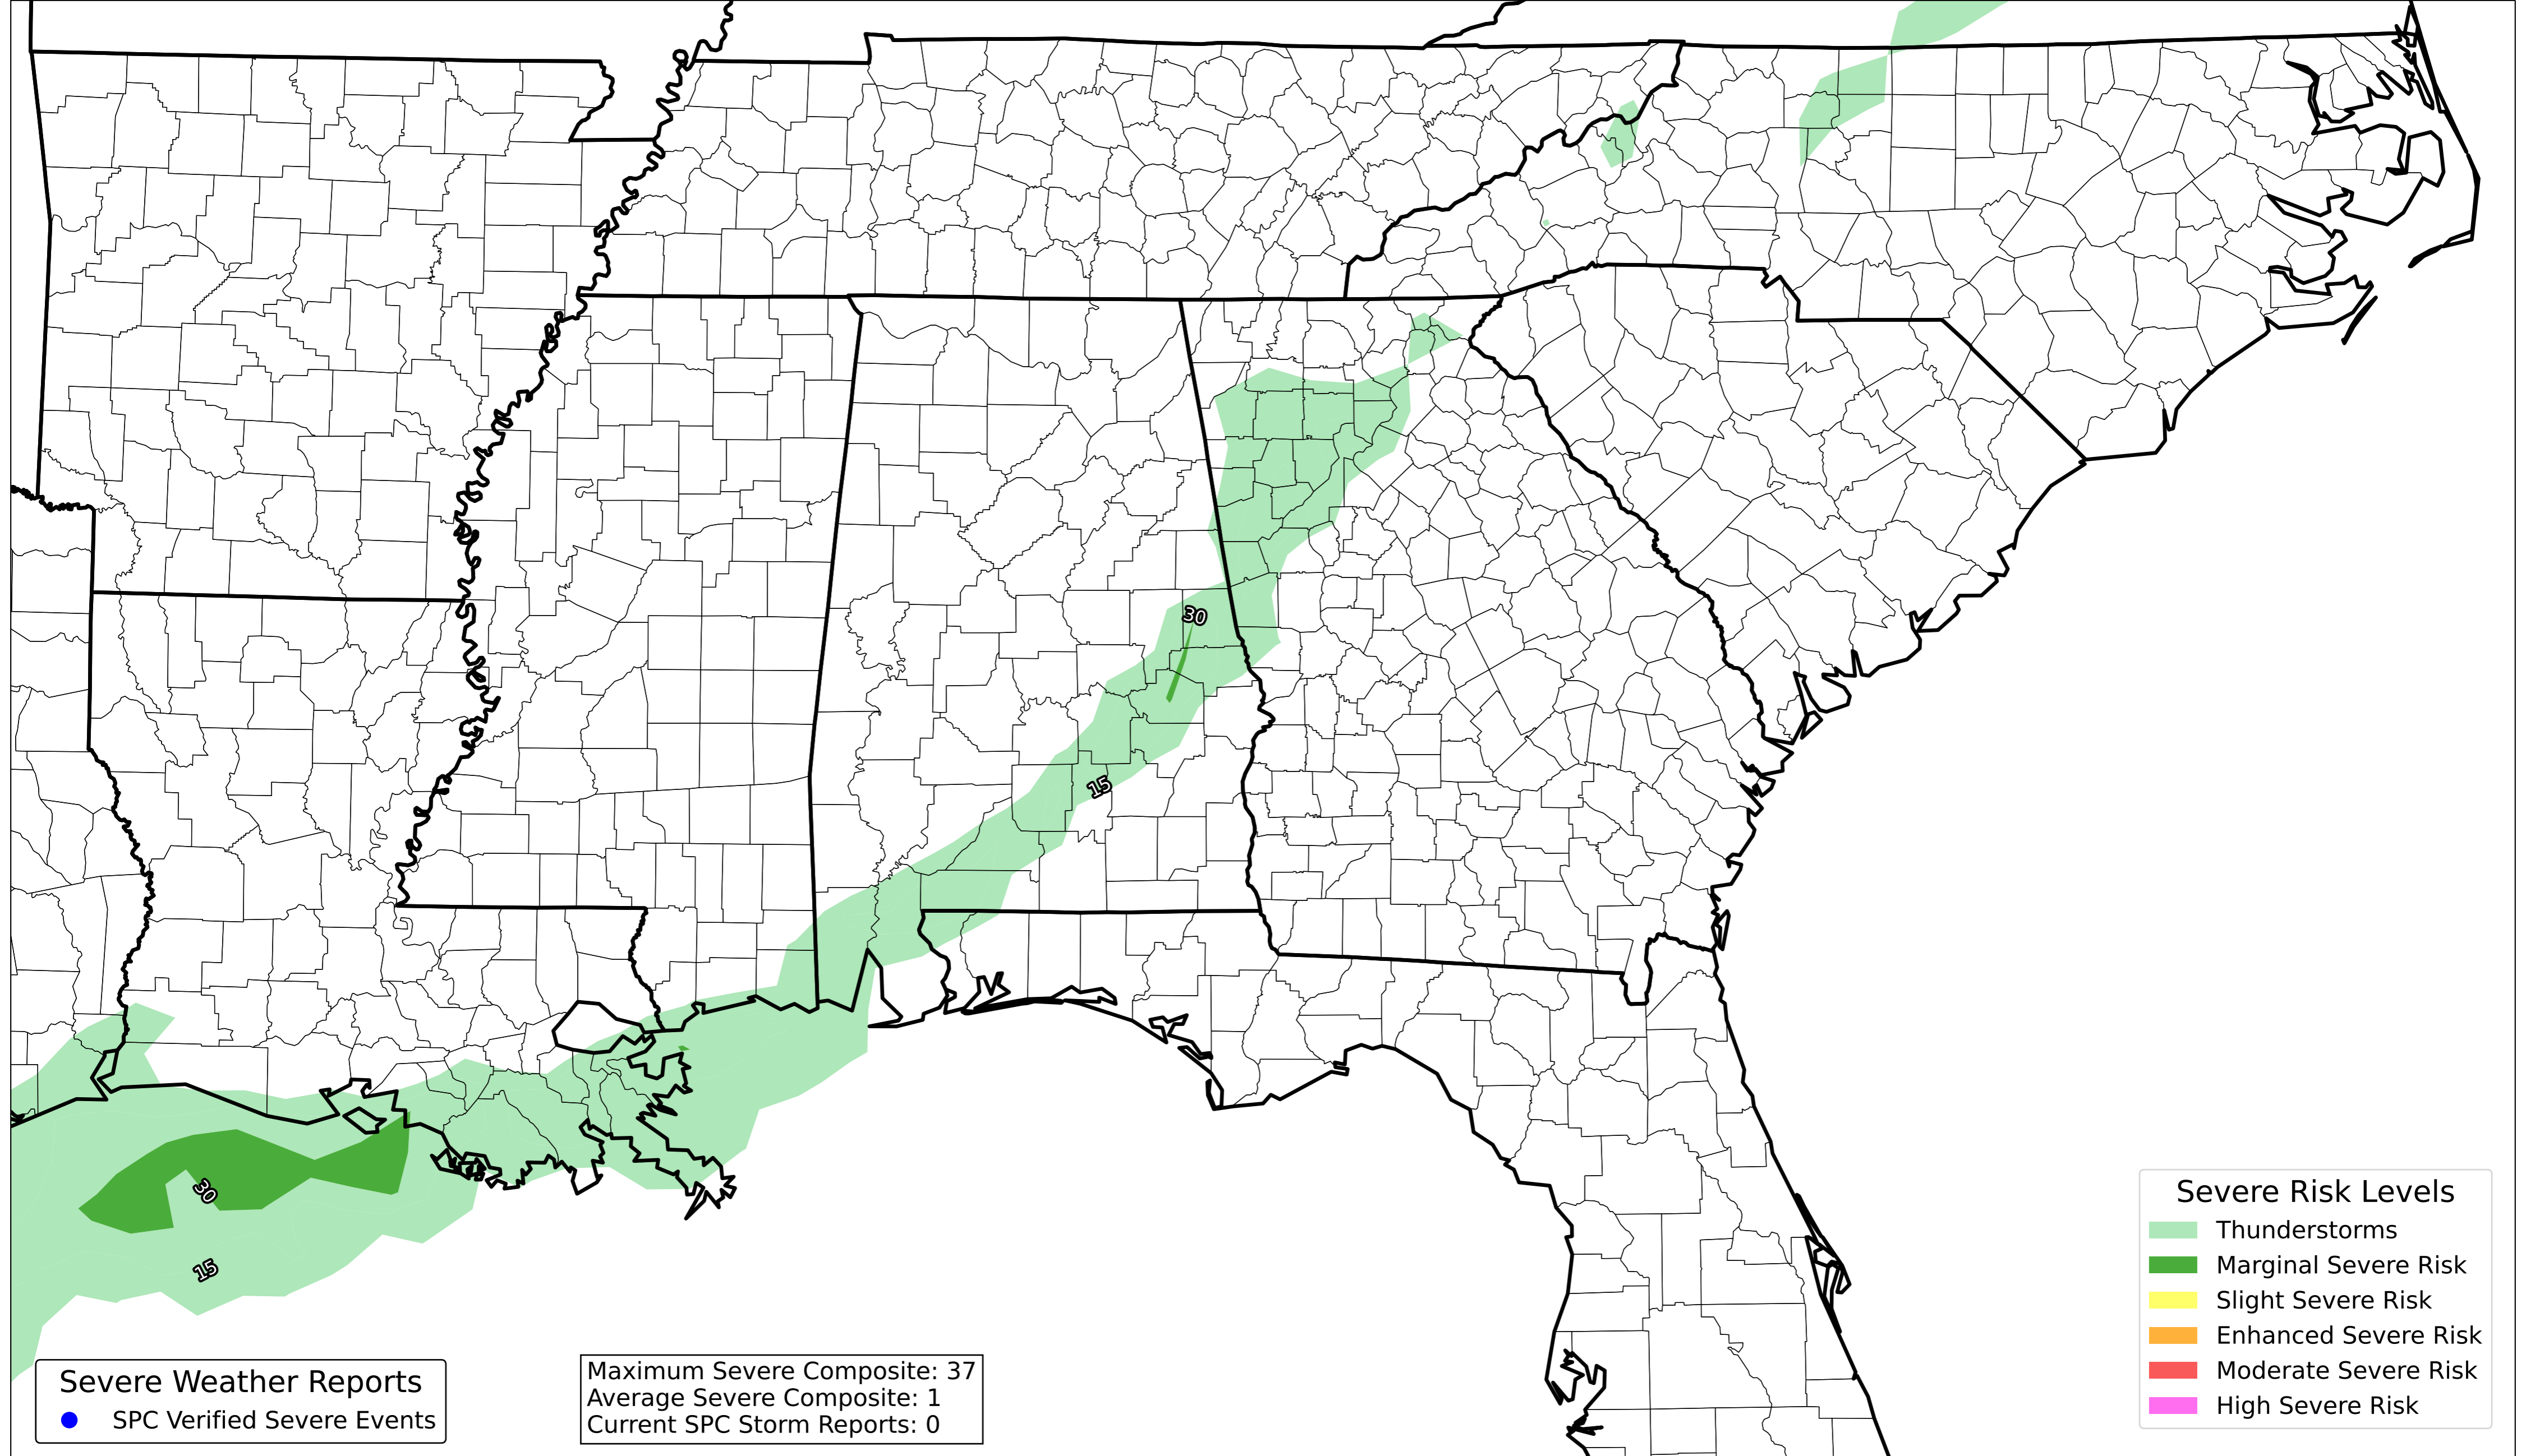 30
15
30
15
Severe Risk Levels
Thunderstorms
Marginal Severe Risk
Slight Severe Risk
Enhanced Severe Risk
Moderate Severe Risk
High Severe Risk
Severe Weather Reports
SPC Verified Severe Events
Maximum Severe Composite: 37
Average Severe Composite: 1
Current SPC Storm Reports: 0